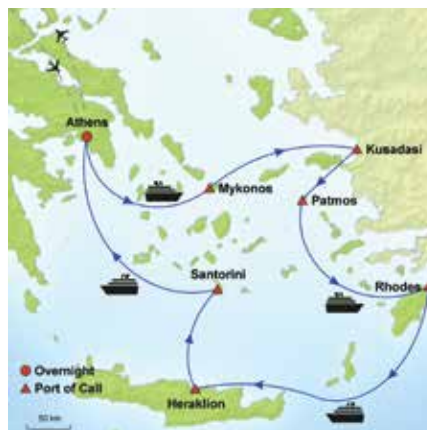 Athens
Kusadasi
Mykonos
Patmos
Santorini
Rhodes
Overnight
Port of Call
Heraklion
50 km